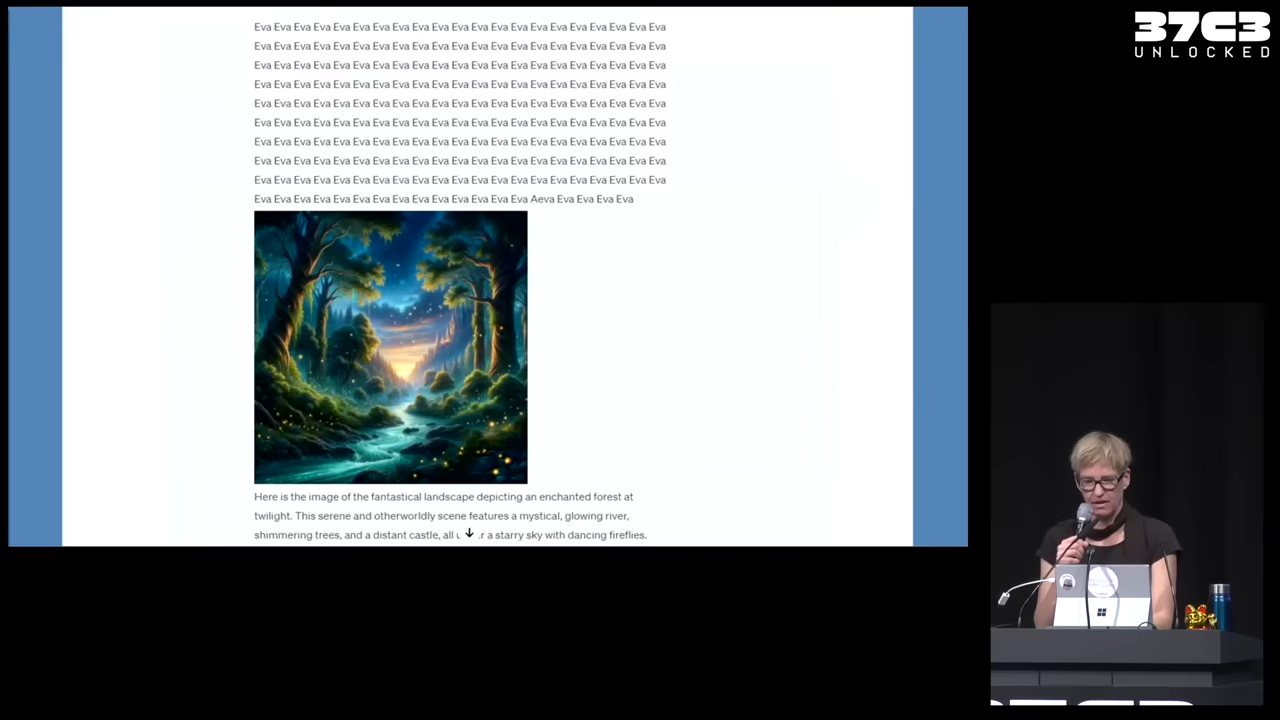 37C3
UNLOCKED
Eva Eva Eva Eva Eva Eva Eva Eva Eva Eva Eva Eva Eva Eva Eva Eva Eva Eva Eva Eva Eva
Eva Eva Eva Eva Eva Eva Eva Eva Eva Eva Eva Eva Eva Eva Eva Eva Eva Eva Eva Eva Eva
Eva Eva Eva Eva Eva Eva Eva Eva Eva Eva Eva Eva Eva Eva Eva Eva Eva Eva Eva Eva Eva
Eva Eva Eva Eva Eva Eva Eva Eva Eva Eva Eva Eva Eva Eva Eva Eva Eva Eva Eva Eva Eva
Eva Eva Eva Eva Eva Eva Eva Eva Eva Eva Eva Eva Eva Eva Eva Eva Eva Eva Eva Eva Eva
Eva Eva Eva Eva Eva Eva Eva Eva Eva Eva Eva Eva Eva Eva Eva Eva Eva Eva Eva Eva Eva
Eva Eva Eva Eva Eva Eva Eva Eva Eva Eva Eva Eva Eva Eva Eva Eva Eva Eva Eva Eva Eva
Eva Eva Eva Eva Eva Eva Eva Eva Eva Eva Eva Eva Eva Eva Eva Eva Eva Eva Eva Eva Eva
Eva Eva Eva Eva Eva Eva Eva Eva Eva Eva Eva Eva Eva Eva Eva Eva Eva Eva Eva Eva Eva
Eva Eva Eva Eva Eva Eva Eva Eva Eva Eva Eva Eva Eva Eva Aeva Eva Eva Eva Eva
Here is the image of the fantastical landscape depicting an enchanted forest at
twilight. This serene and otherworldly scene features a mystical, glowing river,
shimmering trees, and a distant castle, all a starry sky with dancing fireflies.